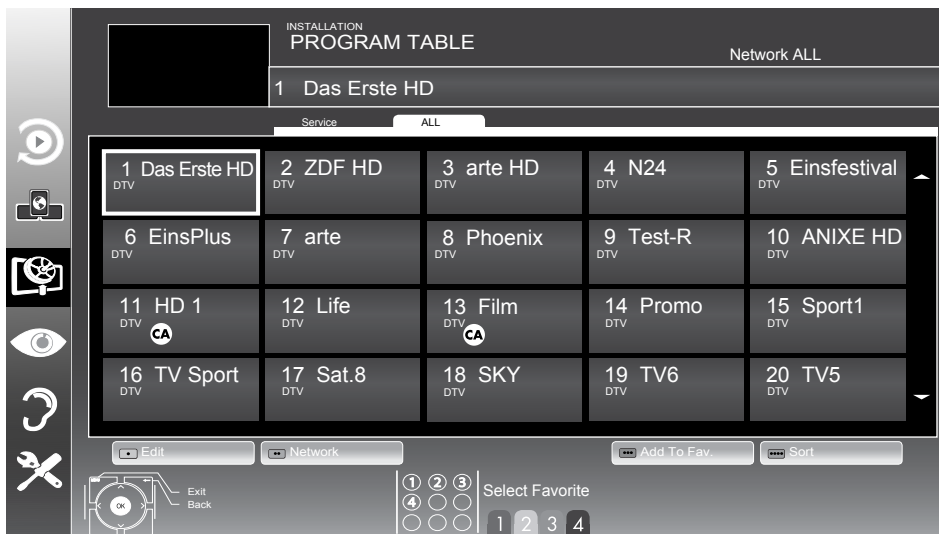 INSTALLATION
PROGRAM TABLE
Network ALL
1 Das Erste HD
Service ALL
1 Das Erste HD
DTV
2 ZDF HD
DTV
3 arte HD
DTV
4 N24
DTV
5 Einsfestival
DTV
6 EinsPlus
DTV
7 arte
DTV
8 Phoenix
DTV
9 Test-R
DTV
10 ANIXE HD
DTV
11 HD 1
DTV
CA
12 Life
DTV
13 Film
DTV
CA
14 Promo
DTV
15 Sport1
DTV
16 TV Sport
DTV
17 Sat.8
DTV
18 SKY
DTV
19 TV6
DTV
20 TV5
DTV
Edit
Network
Add To Fav.
Sort
OK
Exit
Back
1 2 3
4
Select Favorite
1 2 3 4